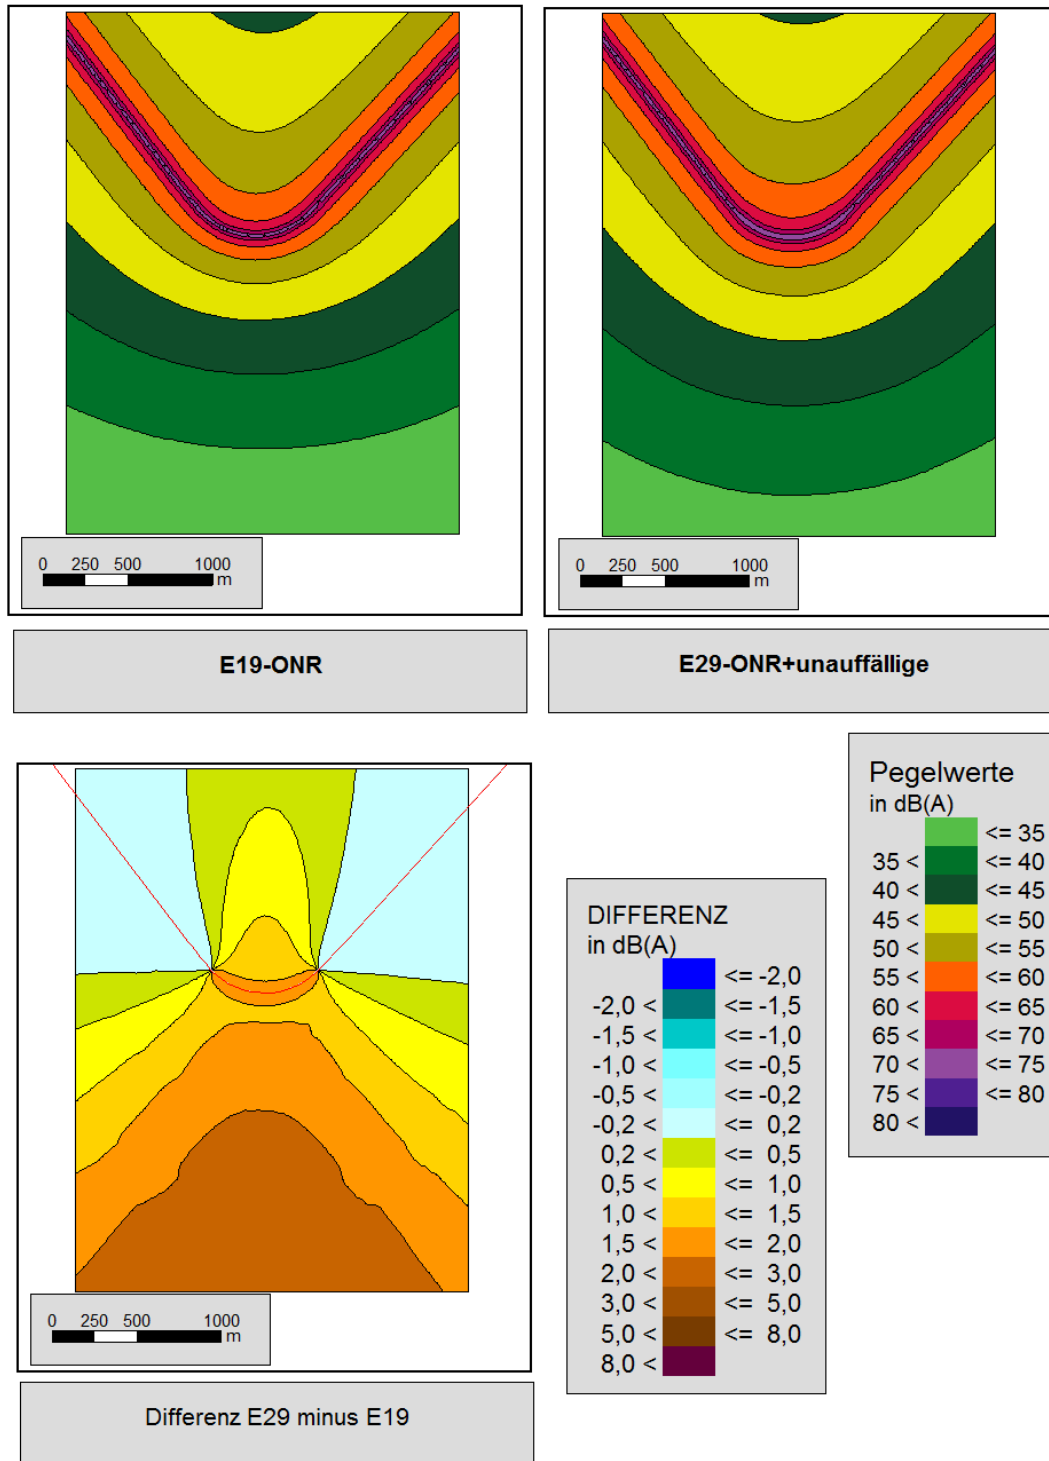 0 250 500 1000
m
E19-ONR
0 250 500 1000
m
E29-ONR+unauffällige
0 250 500 1000
m
Differenz E29 minus E19
DIFFERENZ
in dB(A)
<= -2,0
-2,0 < <= -1,5
-1,5 < <= -1,0
-1,0 < <= -0,5
-0,5 < <= -0,2
-0,2 < <= 0,2
0,2 < <= 0,5
0,5 < <= 1,0
1,0 < <= 1,5
1,5 < <= 2,0
2,0 < <= 3,0
3,0 < <= 5,0
5,0 < <= 8,0
8,0 <
Pegelwerte
in dB(A)
<= 35
35 < <= 40
40 < <= 45
45 < <= 50
50 < <= 55
55 < <= 60
60 < <= 65
65 < <= 70
70 < <= 75
75 < <= 80
80 <